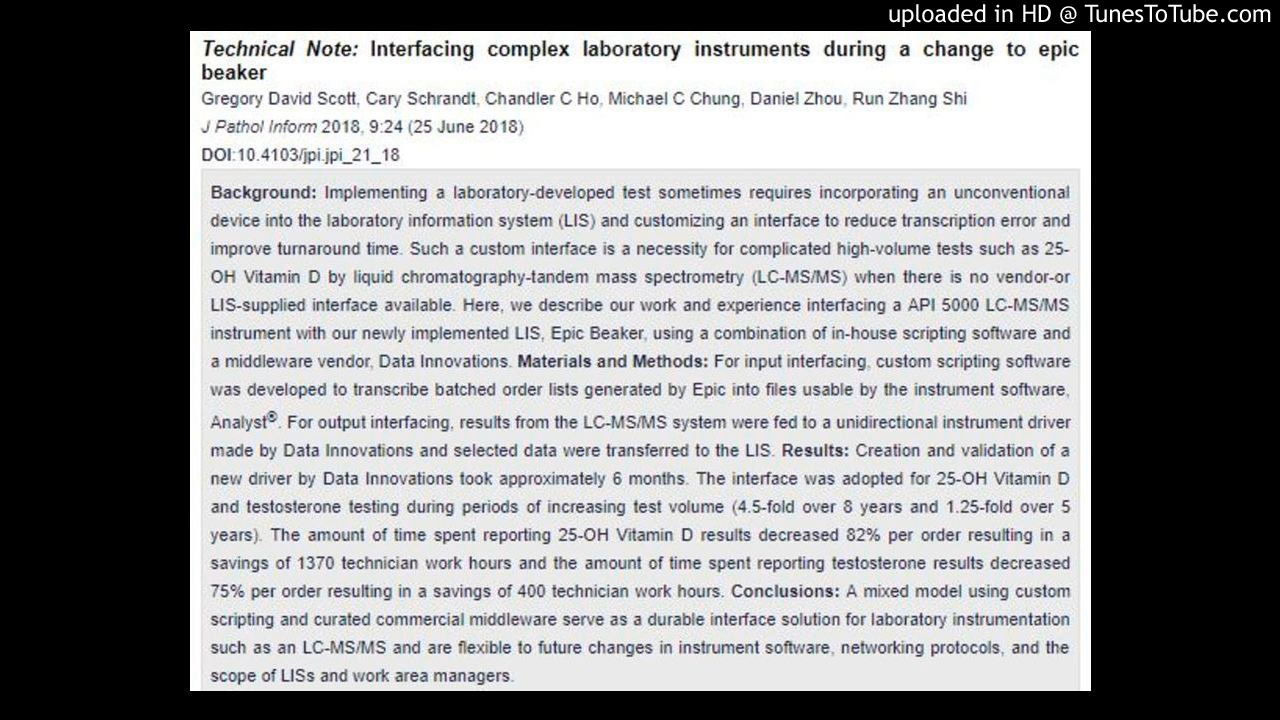 uploaded in HD @ TunesToTube.com
Technical Note: Interfacing complex laboratory instruments during a change to epic
beaker
Gregory David Scott, Cary Schrandt, Chandler C Ho, Michael C Chung, Daniel Zhou, Run Zhang Shi
J Pathol Inform 2018, 9:24 (25 June 2018)
DOI:10.4103/jpi.jpi_21_18
Background: Implementing a laboratory-developed test sometimes requires incorporating an unconventional
device into the laboratory information system (LIS) and customizing an interface to reduce transcription error and
improve turnaround time. Such a custom interface is a necessity for complicated high-volume tests such as 25-
OH Vitamin D by liquid chromatography-tandem mass spectrometry (LC-MS/MS) when there is no vendor-or
LIS-supplied interface available. Here, we describe our work and experience interfacing a API 5000 LC-MS/MS
instrument with our newly implemented LIS, Epic Beaker, using a combination of in-house scripting software and
a middleware vendor, Data Innovations. Materials and Methods: For input interfacing, custom scripting software
was developed to transcribe batched order lists generated by Epic into files usable by the instrument software,
Analyst®. For output interfacing, results from the LC-MS/MS system were fed to a unidirectional instrument driver
made by Data Innovations and selected data were transferred to the LIS. Results: Creation and validation of a
new driver by Data Innovations took approximately 6 months. The interface was adopted for 25-OH Vitamin D
and testosterone testing during periods of increasing test volume (4.5-fold over 8 years and 1.25-fold over 5
years). The amount of time spent reporting 25-OH Vitamin D results decreased 82% per order resulting in a
savings of 1370 technician work hours and the amount of time spent reporting testosterone results decreased
75% per order resulting in a savings of 400 technician work hours. Conclusions: A mixed model using custom
scripting and curated commercial middleware serve as a durable interface solution for laboratory instrumentation
such as an LC-MS/MS and are flexible to future changes in instrument software, networking protocols, and the
scope of LISs and work area managers.